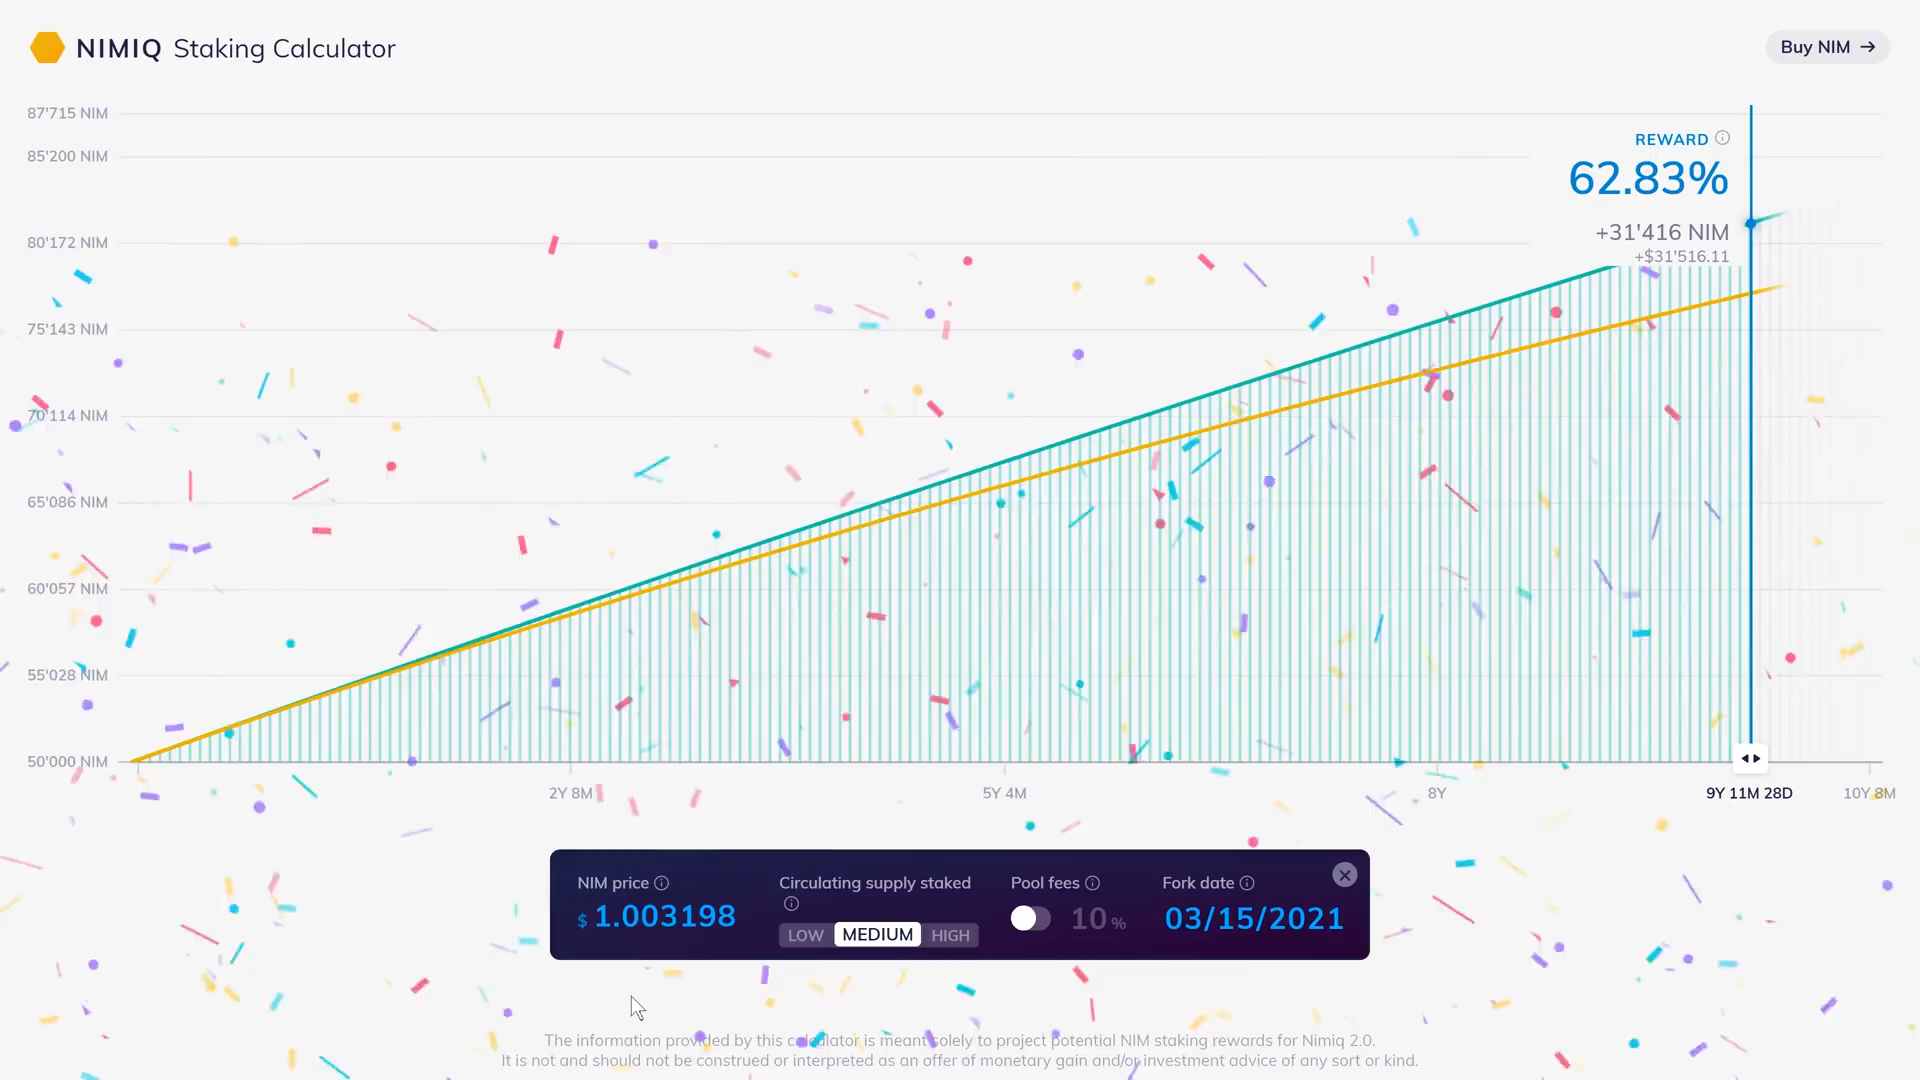 NIMIQ Staking Calculator
Buy NIM →
87'715 NIM
85'200 NIM
80'172 NIM
75'143 NIM
70'114 NIM
65'086 NIM
60'057 NIM
55'028 NIM
50'000 NIM
REWARD
62.83%
+31'416 NIM
+$31'516.11
2Y 8M
5Y 4M
8Y
9Y 11M 28D
10Y 8M
NIM price
$ 1.003198
Circulating supply staked
LOW MEDIUM HIGH
Pool fees
10 %
Fork date
03/15/2021
The information provided by this calculator is meant solely to project potential NIM staking rewards for Nimiq 2.0.
It is not and should not be construed or interpreted as an offer of monetary gain and/or investment advice of any sort or kind.